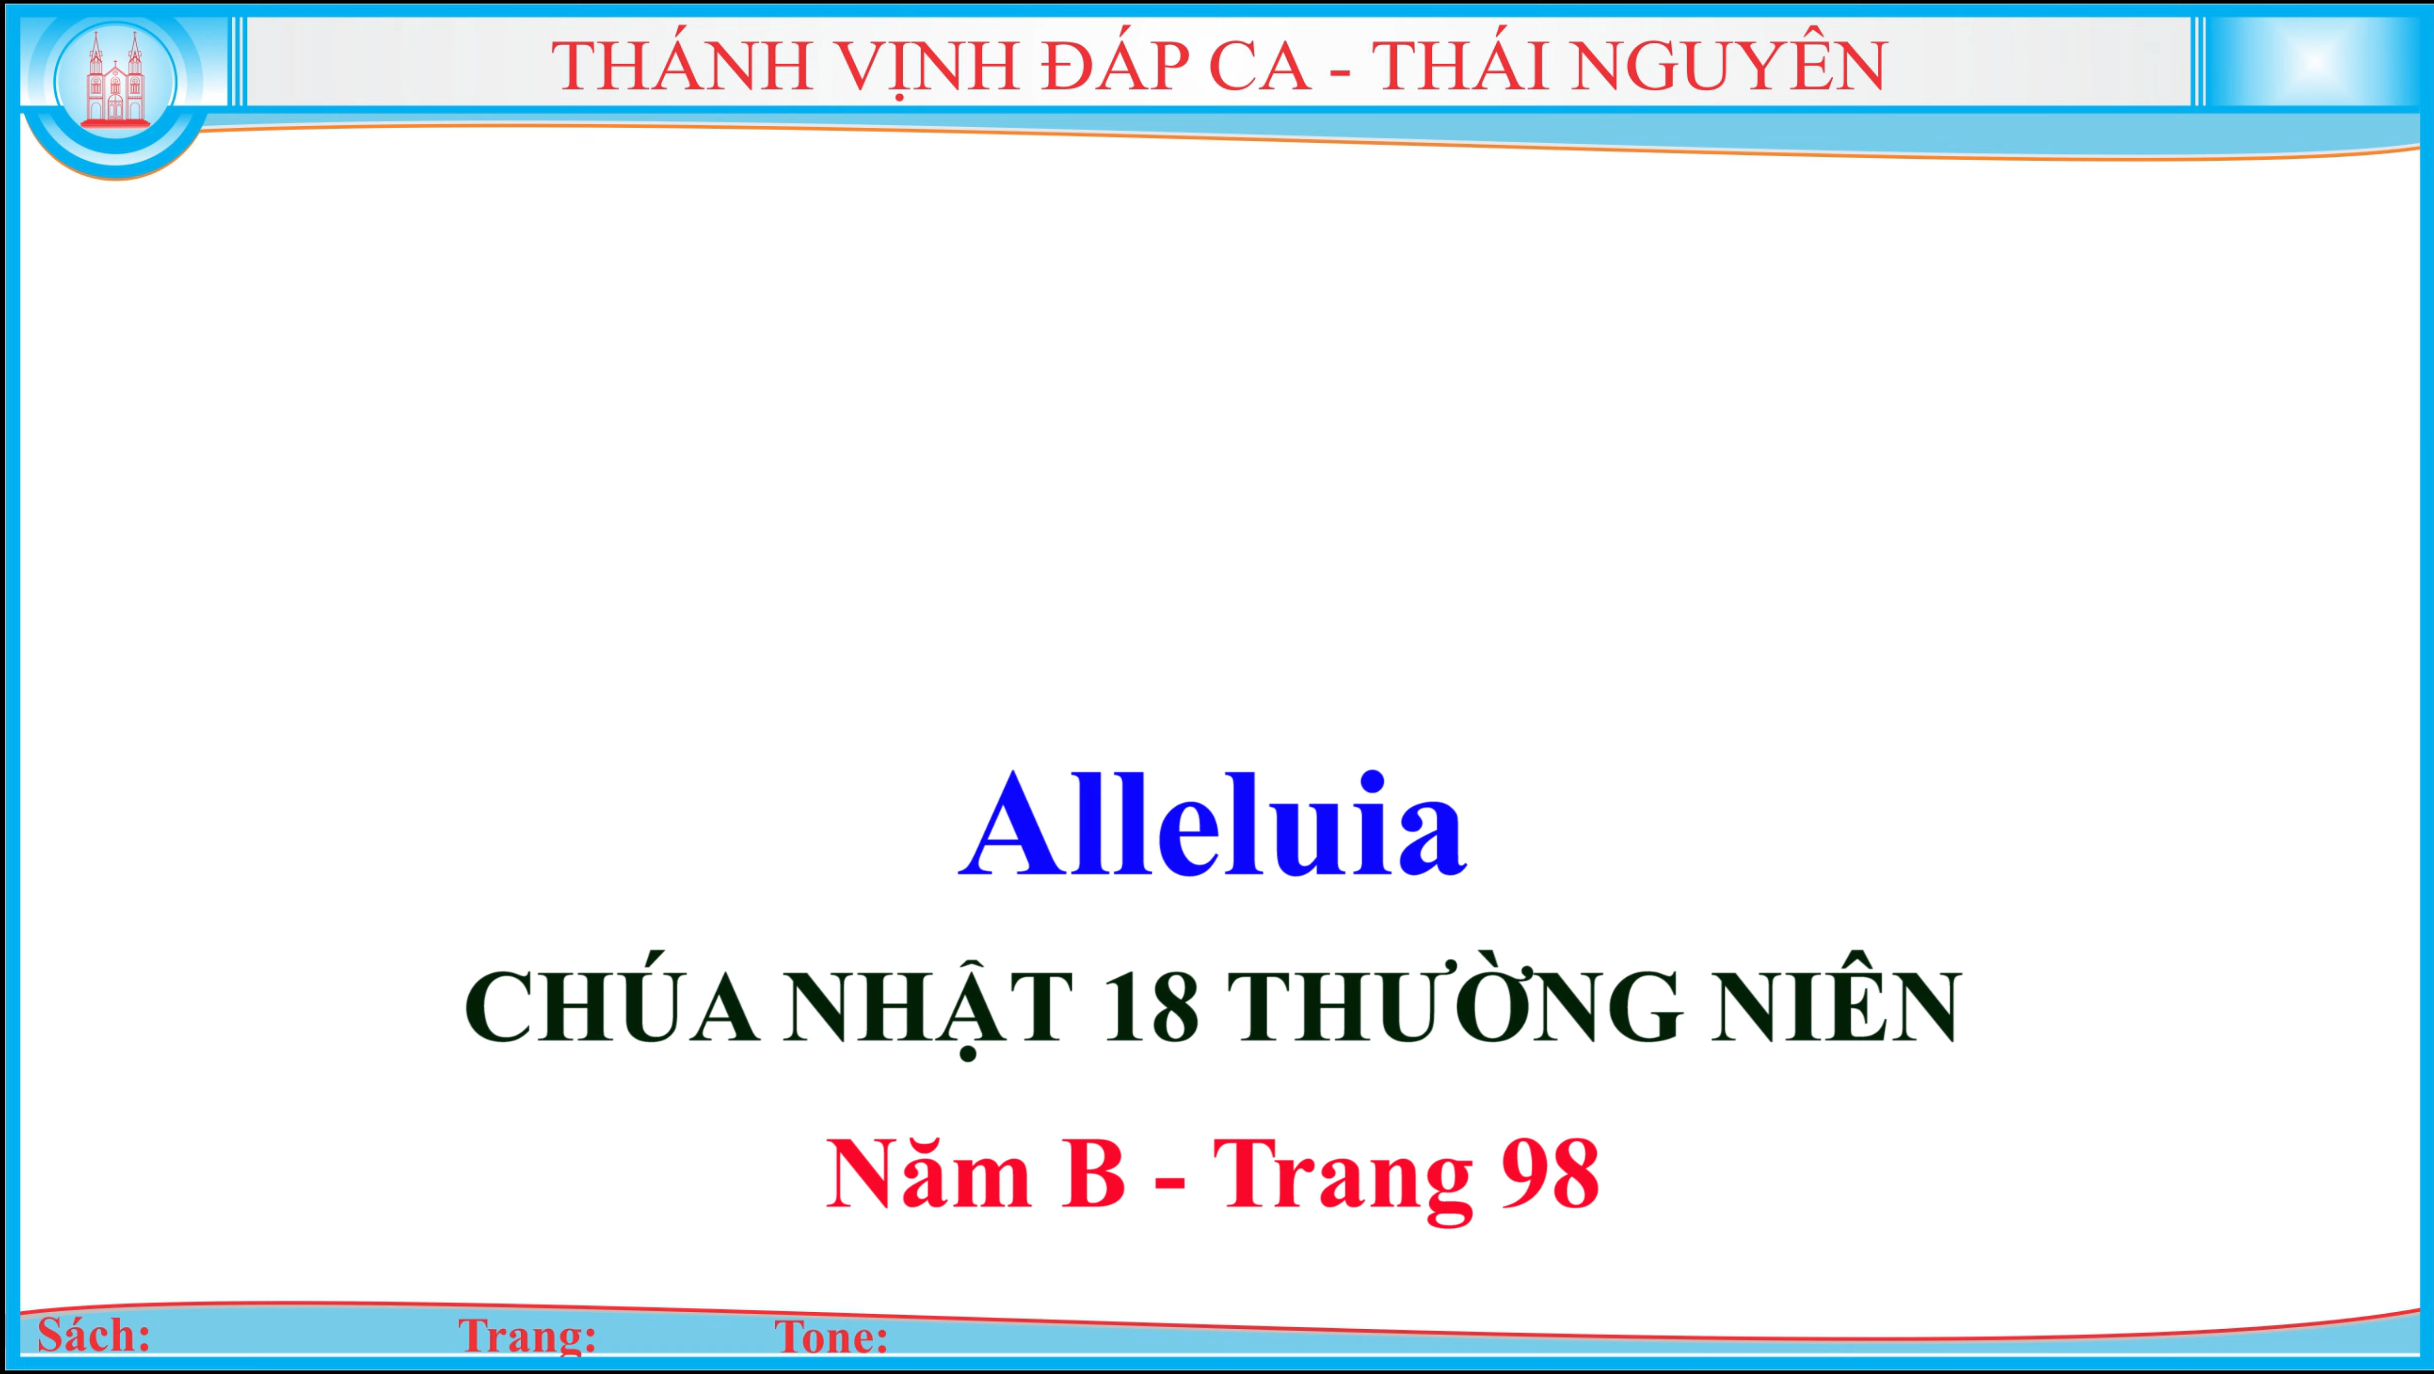 THÁNH VỊNH ĐÁP CA - THÁI NGUYÊN
Alleluia
CHÚA NHẬT 18 THƯỜNG NIÊN
Năm B - Trang 98
Sách: Trang: Tone: